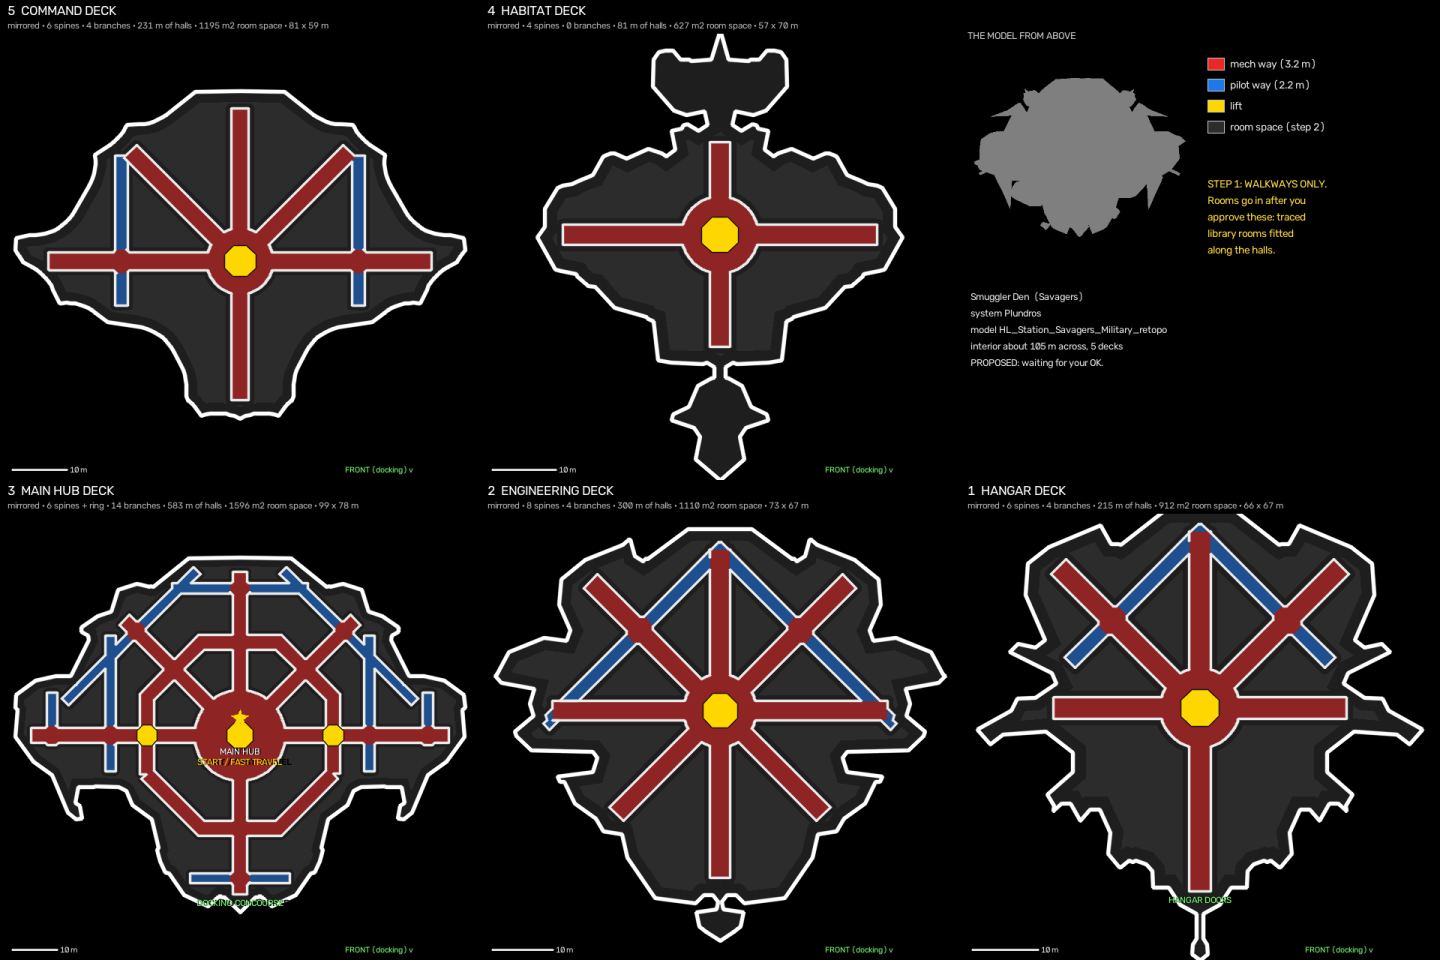 5 COMMAND DECK
mirrored • 6 spines • 4 branches • 231 m of halls • 1195 m2 room space • 81 x 59 m
10 m
FRONT (docking) v
4 HABITAT DECK
mirrored • 4 spines • 0 branches • 81 m of halls • 627 m2 room space • 57 x 70 m
10 m
FRONT (docking) v
THE MODEL FROM ABOVE
mech way (3.2 m)
pilot way (2.2 m)
lift
room space (step 2)
STEP 1: WALKWAYS ONLY.
Rooms go in after you
approve these: traced
library rooms fitted
along the halls.
Smuggler Den (Savagers)
system Plundros
model HL_Station_Savagers_Military_retopo
interior about 105 m across, 5 decks
PROPOSED: waiting for your OK.
3 MAIN HUB DECK
mirrored • 6 spines + ring • 14 branches • 583 m of halls • 1596 m2 room space • 99 x 78 m
MAIN HUB
START / FAST TRAVEL
DOCKING CONCOURSE
10 m
FRONT (docking) v
2 ENGINEERING DECK
mirrored • 8 spines • 4 branches • 300 m of halls • 1110 m2 room space • 73 x 67 m
10 m
FRONT (docking) v
1 HANGAR DECK
mirrored • 6 spines • 4 branches • 215 m of halls • 912 m2 room space • 66 x 67 m
HANGAR DOORS
10 m
FRONT (docking) v